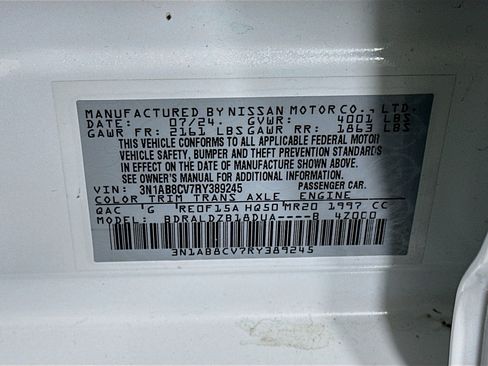 MANUFACTURED BY NISSAN MOTOR CO., LTD.
DATE: 07/24. GVWR: 4001 LBS
GAWR FR: 2161 LBS GAWR RR: 1863 LBS
THIS VEHICLE CONFORMS TO ALL APPLICABLE FEDERAL MOTOR
VEHICLE SAFETY, BUMPER AND THEFT PREVENTION STANDARDS
IN EFFECT ON THE DATE OF MANUFACTURE SHOWN ABOVE.
SEE OWNER'S MANUAL FOR ADDITIONAL INFORMATION.
VIN: 3N1AB8CV7RY389245 PASSENGER CAR.
COLOR TRIM TRANS AXLE ENGINE
QAC G RE0F15A HQ50 MR20 1997 CC
MODEL: BDRALDZB18DUA----B 4Z0C0
3N1AB8CV7RY389245